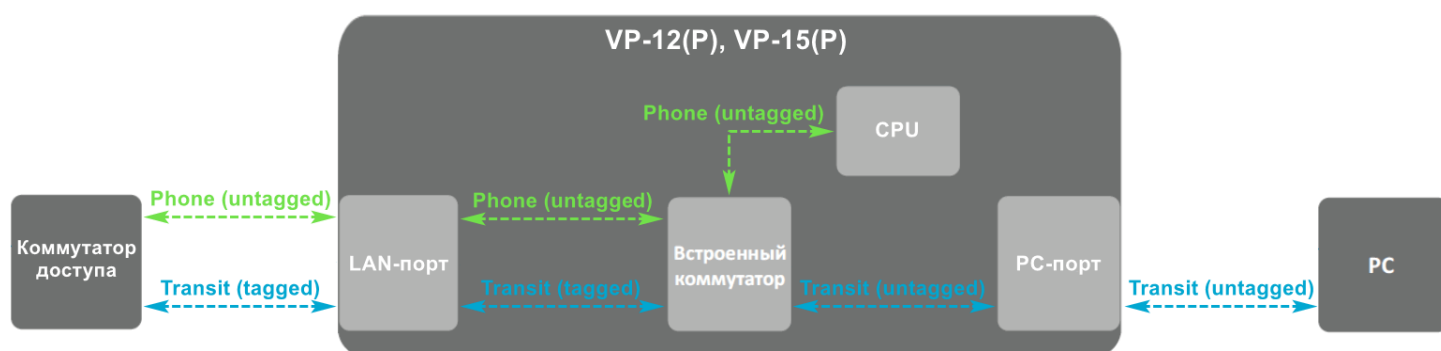 VP-12(P), VP-15(P)
Phone (untagged)
CPU
Phone (untagged)
Phone (untagged)
Коммутатор
доступа
LAN-порт
Встроенный
коммутатор
PC-порт
PC
Transit (tagged)
Transit (tagged)
Transit (untagged)
Transit (untagged)